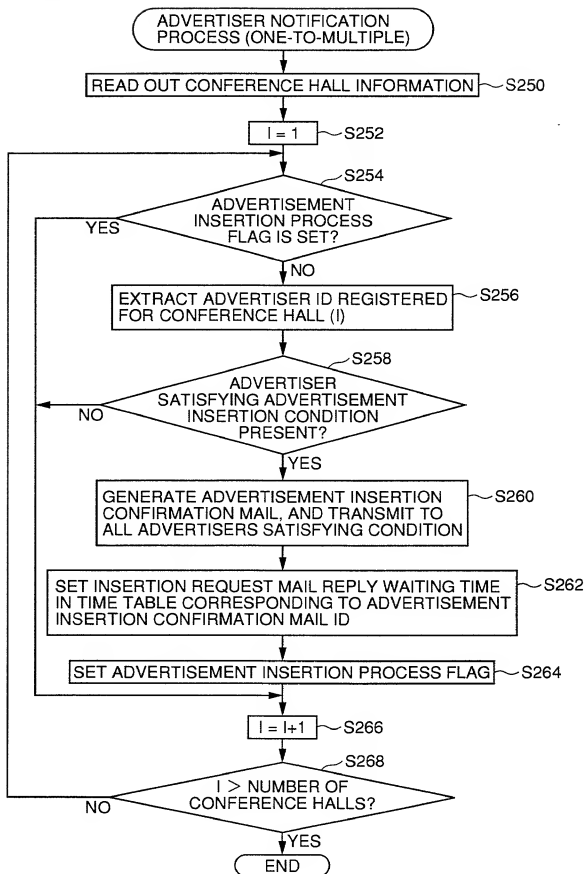 ADVERTISER NOTIFICATION
PROCESS (ONE-TO-MULTIPLE)
READ OUT CONFERENCE HALL INFORMATION
S250
I = 1
S252
S254
ADVERTISEMENT
INSERTION PROCESS
FLAG IS SET?
YES
NO
EXTRACT ADVERTISER ID REGISTERED
FOR CONFERENCE HALL (I)
S256
S258
ADVERTISER
SATISFYING ADVERTISEMENT
INSERTION CONDITION
PRESENT?
NO
YES
GENERATE ADVERTISEMENT INSERTION
CONFIRMATION MAIL, AND TRANSMIT TO
ALL ADVERTISERS SATISFYING CONDITION
S260
SET INSERTION REQUEST MAIL REPLY WAITING TIME
IN TIME TABLE CORRESPONDING TO ADVERTISEMENT
INSERTION CONFIRMATION MAIL ID
S262
SET ADVERTISEMENT INSERTION PROCESS FLAG
S264
I = I+1
S266
S268
I > NUMBER OF
CONFERENCE HALLS?
NO
YES
END